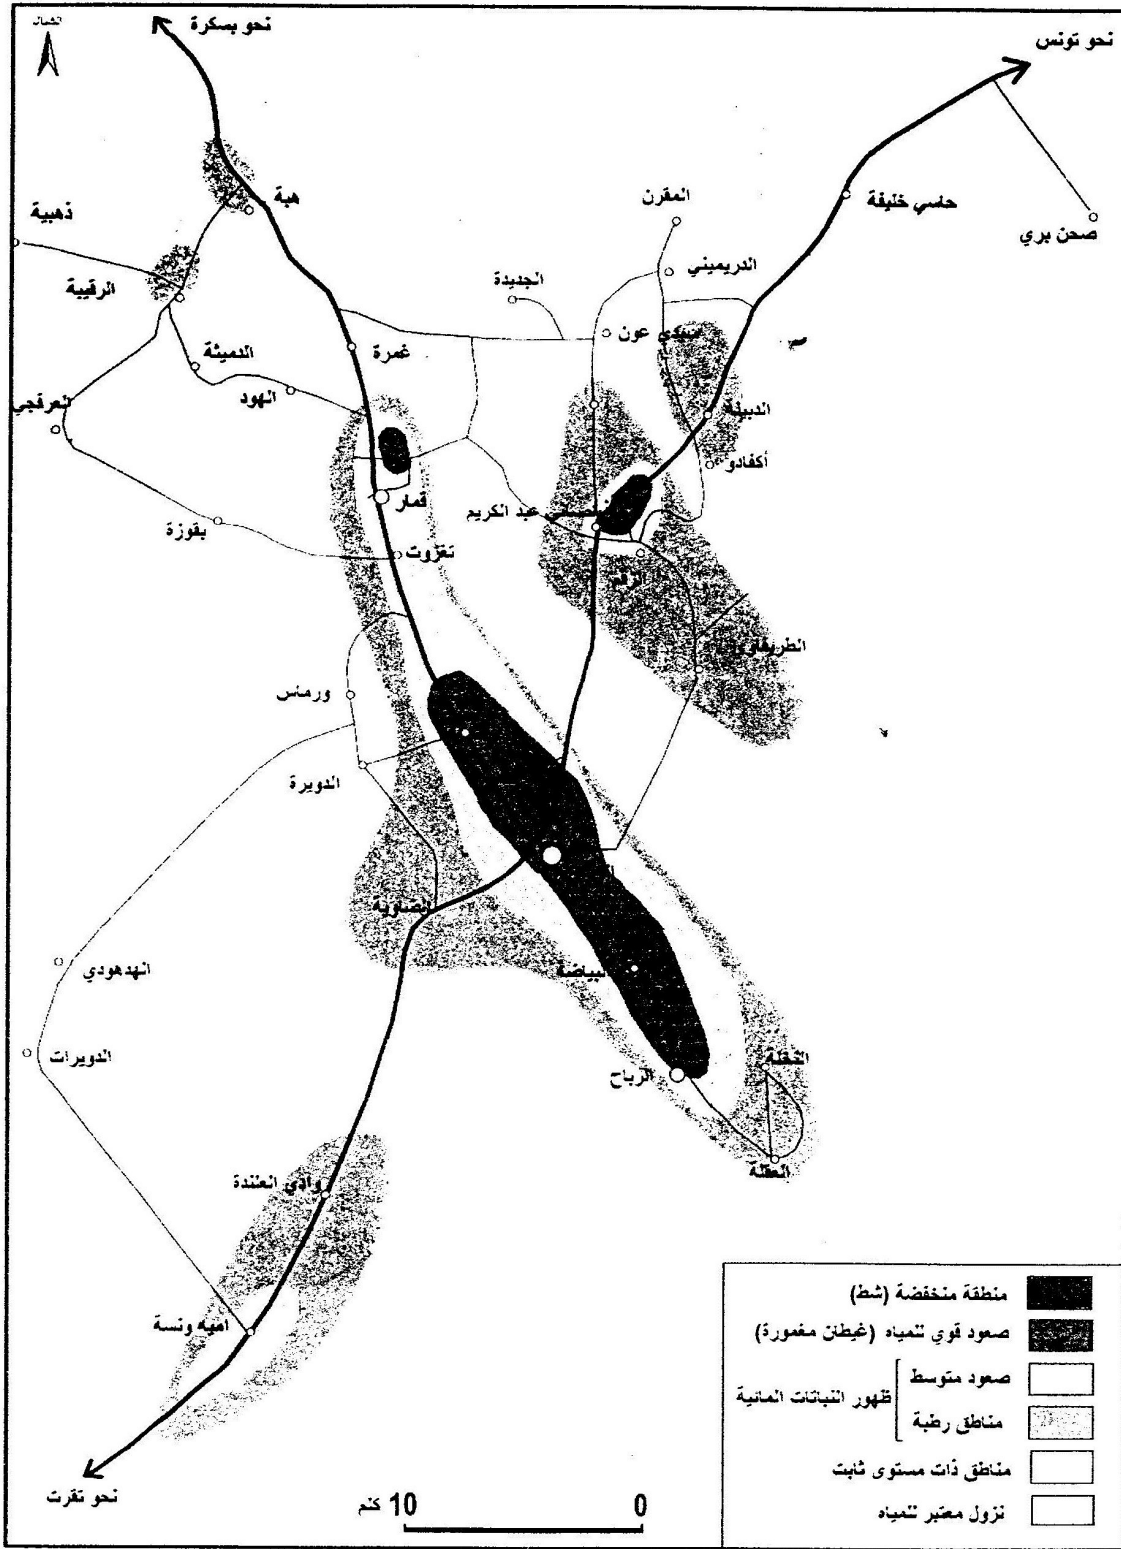 الشمال
نحو بسكرة
نحو تونس
هبة
المقرن
حاسي خليفة
ذهبية
صحن بري
الدريميني
الرقيبة
الجديدة
سيدي عون
غمرة
الدميثة
الهود
العرفجي
الدبيلة
أكفادو
قمار
حساني عبد الكريم
بقوزة
تغزوت
الزقم
الطريفاوي
ورماس
الدويرة
الضاوية
الهدهودي
البياضة
الدويرات
الرباح
النخلة
العقلة
وادي العلندة
اميه ونسة
نحو تقرت
10 كلم
0
منطقة منخفضة (شط)
صعود قوي للمياه (غيطان مغمورة)
صعود متوسط
ظهور النباتات المائية
مناطق رطبة
مناطق ذات مستوى ثابت
نزول معتبر للمياه